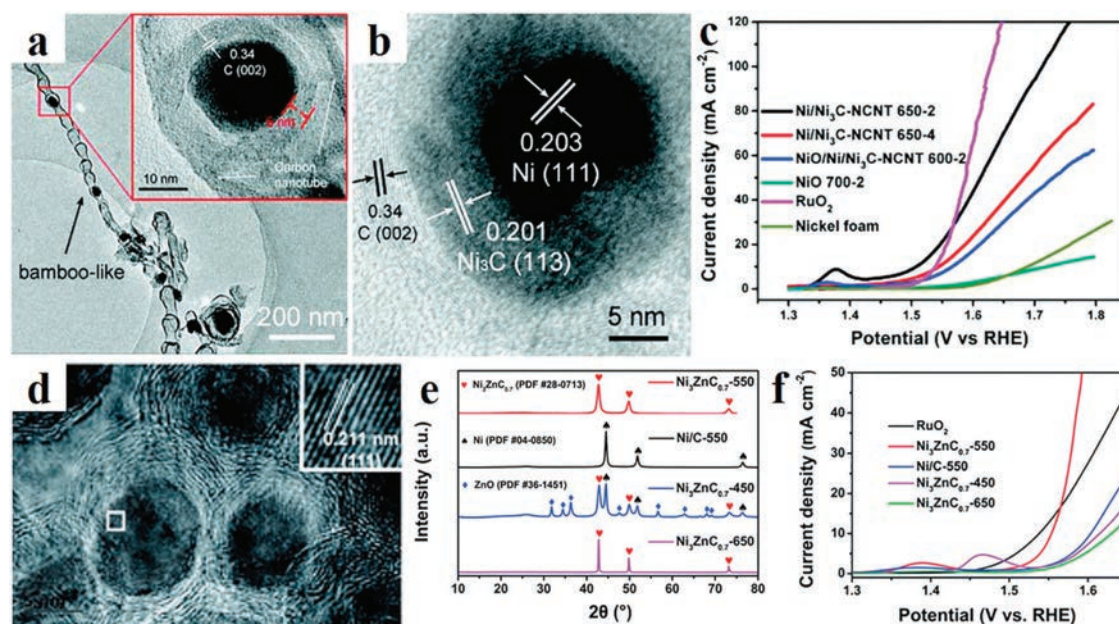 a
0.34
C (002)
5 nm
Carbon
nanotube
10 nm
bamboo-like
200 nm
b
0.203
Ni (111)
0.34
C (002)
0.201
Ni₃C (113)
5 nm
c
120
100
80
60
40
20
0
Current density (mA cm⁻²)
Ni/Ni₃C-NCNT 650-2
Ni/Ni₃C-NCNT 650-4
NiO/Ni/Ni₃C-NCNT 600-2
NiO 700-2
RuO₂
Nickel foam
1.3 1.4 1.5 1.6 1.7 1.8
Potential (V vs RHE)
d
0.211 nm
(111)
e
Intensity (a.u.)
♥ Ni₃ZnC₀.₇ (PDF #28-0713) Ni₃ZnC₀.₇-550
♠ Ni (PDF #04-0850) Ni/C-550
♦ ZnO (PDF #36-1451) Ni₃ZnC₀.₇-450
Ni₃ZnC₀.₇-650
10 20 30 40 50 60 70 80
2θ (°)
f
50
40
30
20
10
0
Current density (mA cm⁻²)
RuO₂
Ni₃ZnC₀.₇-550
Ni/C-550
Ni₃ZnC₀.₇-450
Ni₃ZnC₀.₇-650
1.3 1.4 1.5 1.6
Potential (V vs. RHE)